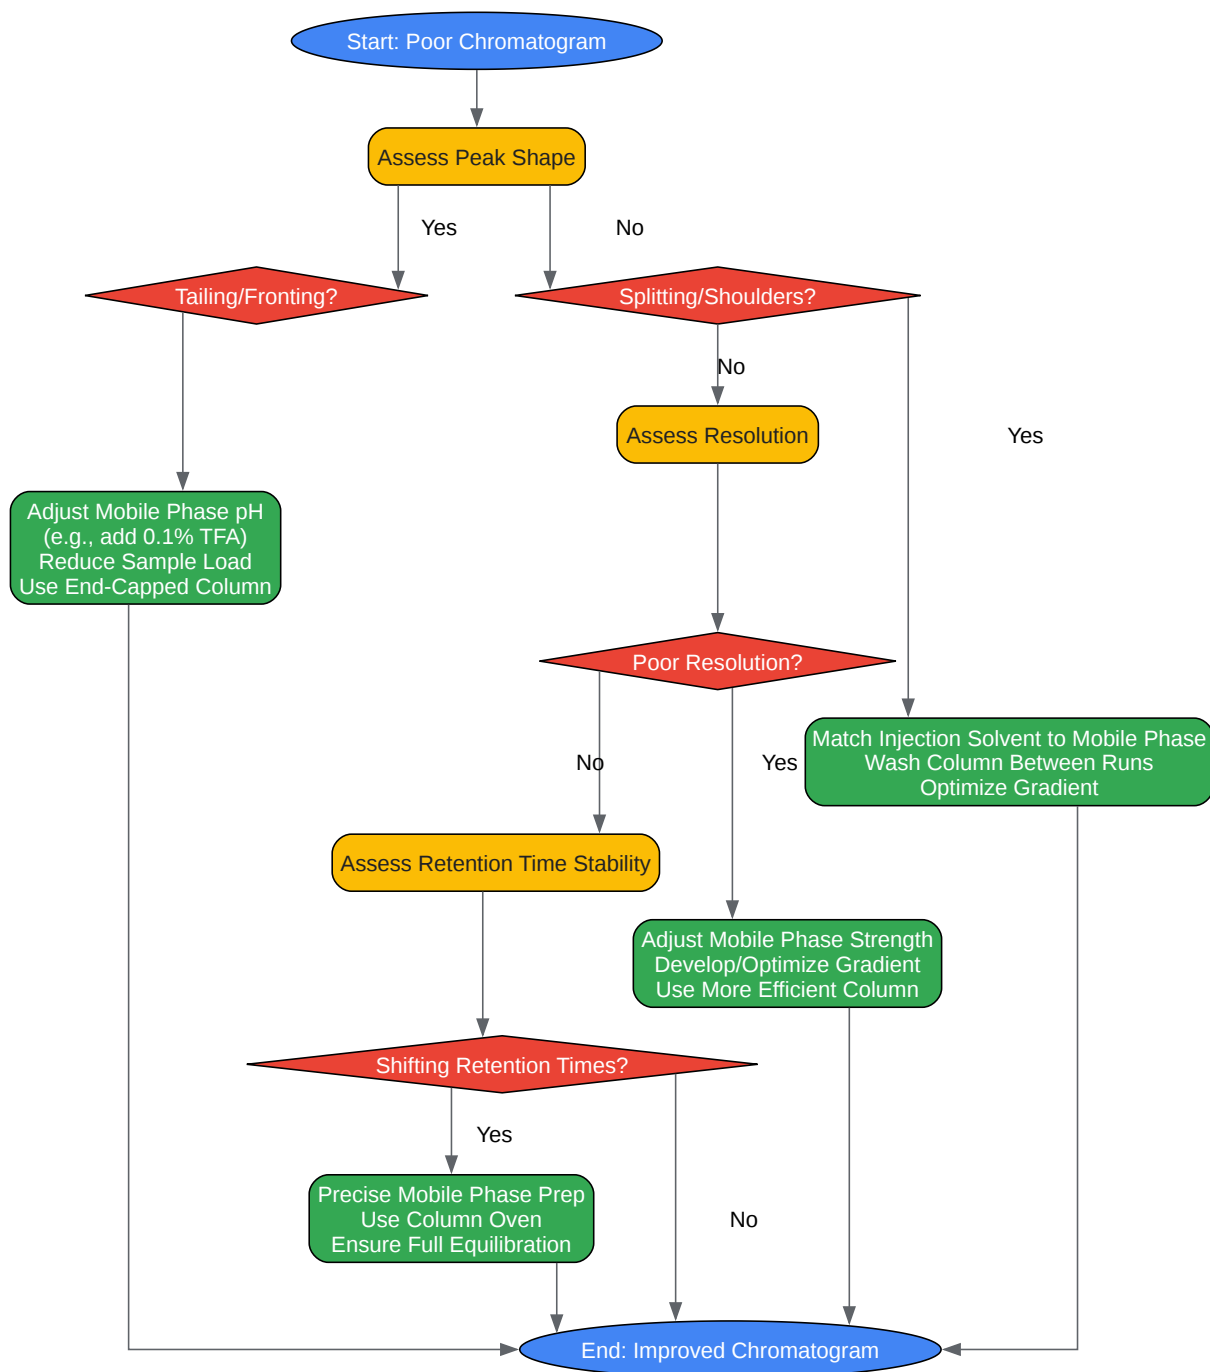 Start: Poor Chromatogram
Assess Peak Shape
Yes
No
Tailing/Fronting?
Splitting/Shoulders?
No
Assess Resolution
Yes
Adjust Mobile Phase pH
(e.g., add 0.1% TFA)
Reduce Sample Load
Use End-Capped Column
Poor Resolution?
No
Yes
Match Injection Solvent to Mobile Phase
Wash Column Between Runs
Optimize Gradient
Assess Retention Time Stability
Adjust Mobile Phase Strength
Develop/Optimize Gradient
Use More Efficient Column
Shifting Retention Times?
Yes
Precise Mobile Phase Prep
Use Column Oven
Ensure Full Equilibration
No
End: Improved Chromatogram